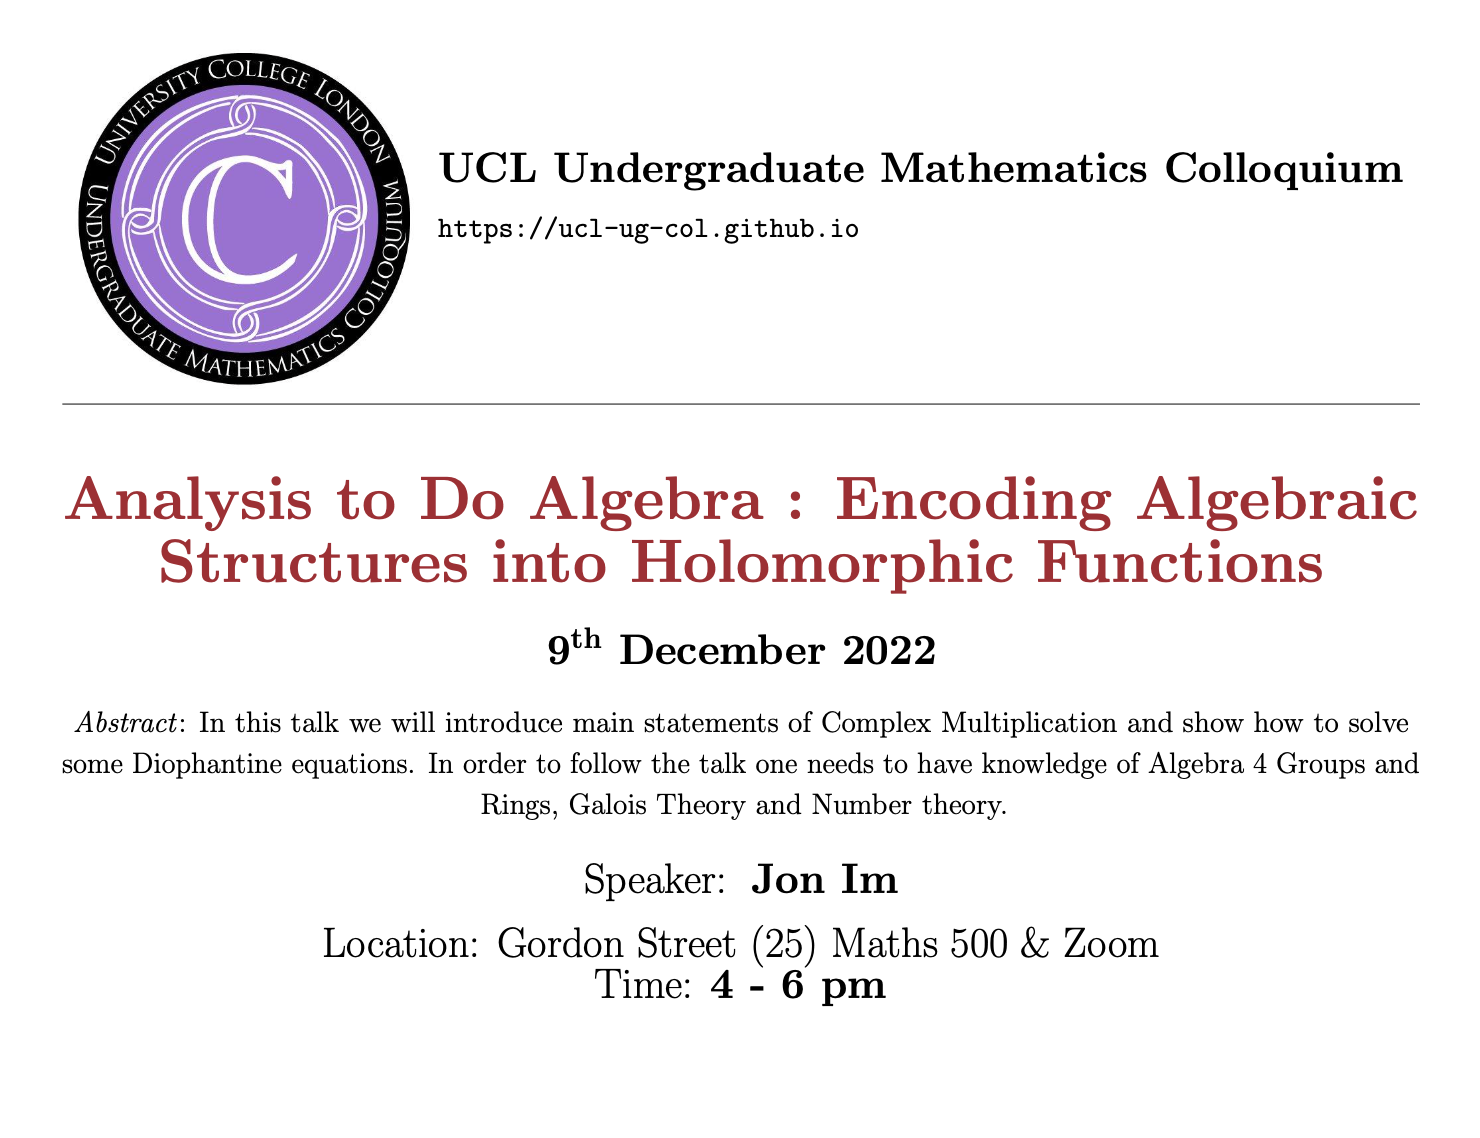 UNIVERSITY COLLEGE LONDON
UNDERGRADUATE MATHEMATICS COLLOQUIUM
C
UCL Undergraduate Mathematics Colloquium
https://ucl-ug-col.github.io
Analysis to Do Algebra : Encoding Algebraic
Structures into Holomorphic Functions
9th December 2022
Abstract: In this talk we will introduce main statements of Complex Multiplication and show how to solve
some Diophantine equations. In order to follow the talk one needs to have knowledge of Algebra 4 Groups and
Rings, Galois Theory and Number theory.
Speaker: Jon Im
Location: Gordon Street (25) Maths 500 & Zoom
Time: 4 - 6 pm